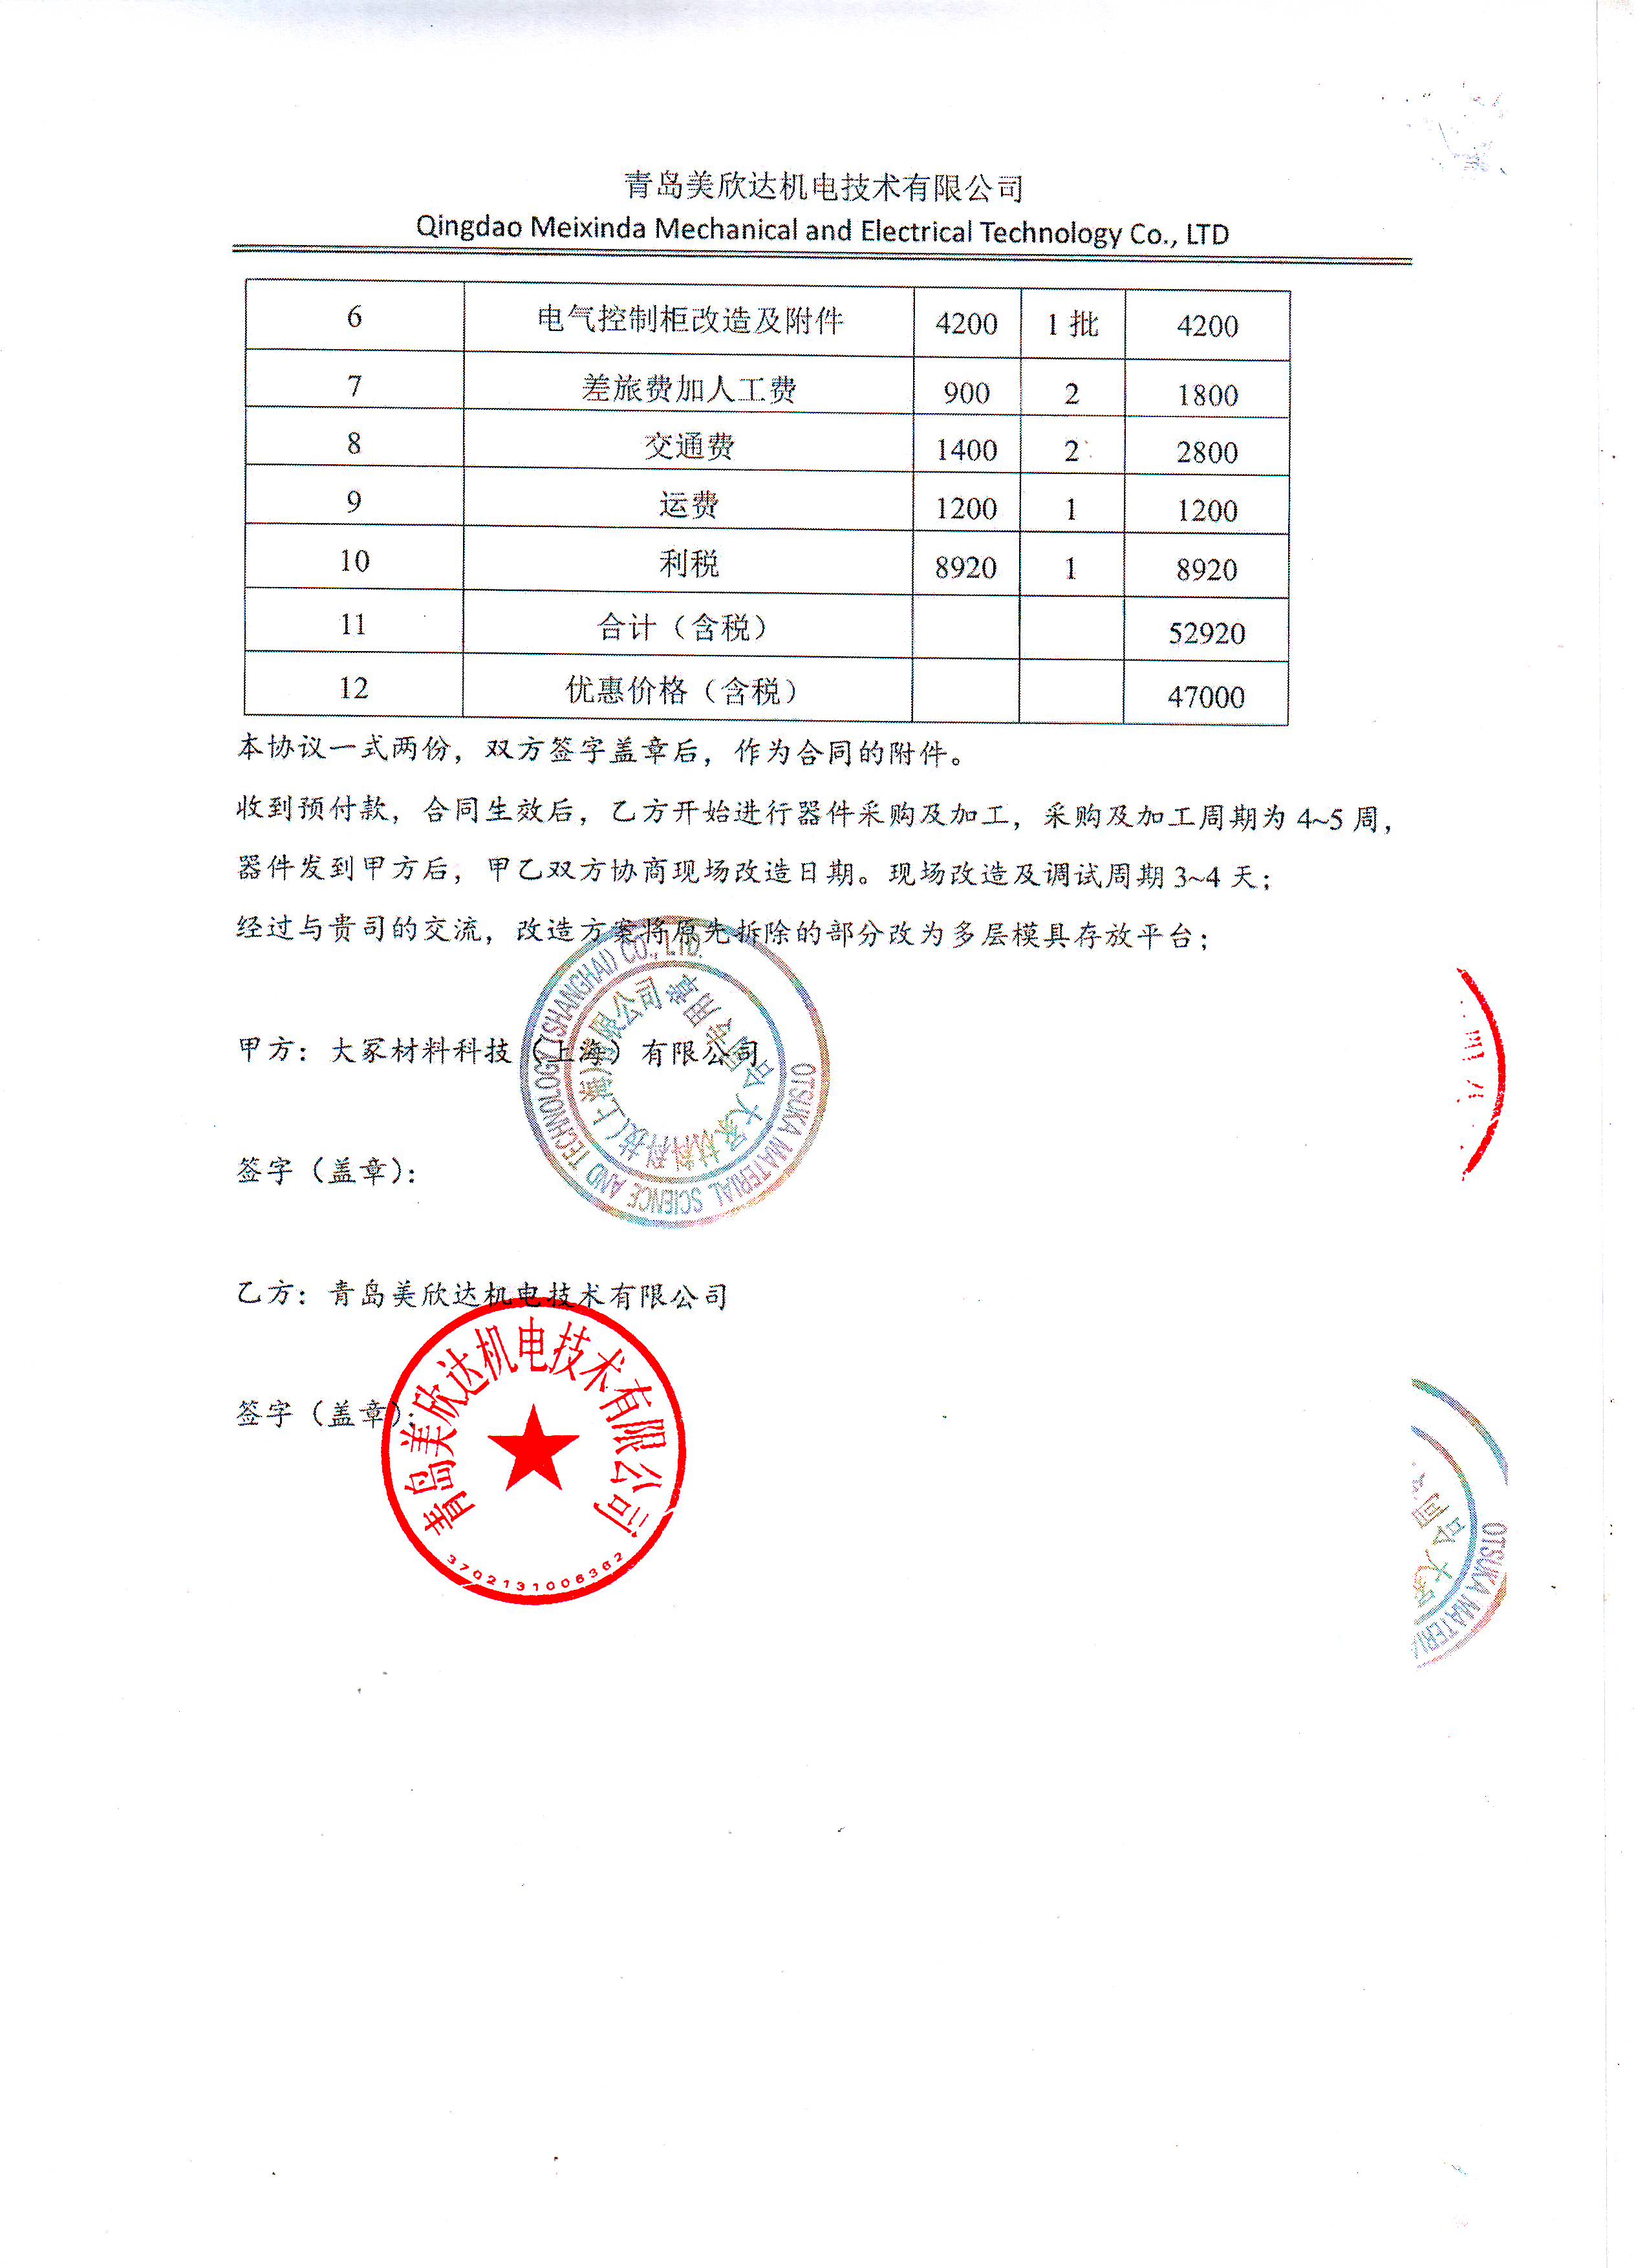 青岛美欣达机电技术有限公司
Qingdao Meixinda Mechanical and Electrical Technology Co., LTD
6 电气控制柜改造及附件 4200 1 批 4200
7 差旅费加人工费 900 2 1800
8 交通费 1400 2 2800
9 运费 1200 1 1200
10 利税 8920 1 8920
11 合计（含税） 52920
12 优惠价格（含税） 47000
本协议一式两份，双方签字盖章后，作为合同的附件。
收到预付款，合同生效后，乙方开始进行器件采购及加工，采购及加工周期为 4~5 周，
器件发到甲方后，甲乙双方协商现场改造日期。现场改造及调试周期 3~4 天；
经过与贵司的交流，改造方案将原先拆除的部分改为多层模具存放平台；
甲方：大冢材料科技（上海）有限公司
OTSUKA MATERIAL SCIENCE AND TECHNOLOGY (SHANGHAI) CO., LTD.
大冢材料科技(上海)有限公司
合同专用章
签字（盖章）：
乙方：青岛美欣达机电技术有限公司
签字（盖章）：
青岛美欣达机电技术有限公司
3702131006362
OTSUKA MATERIA